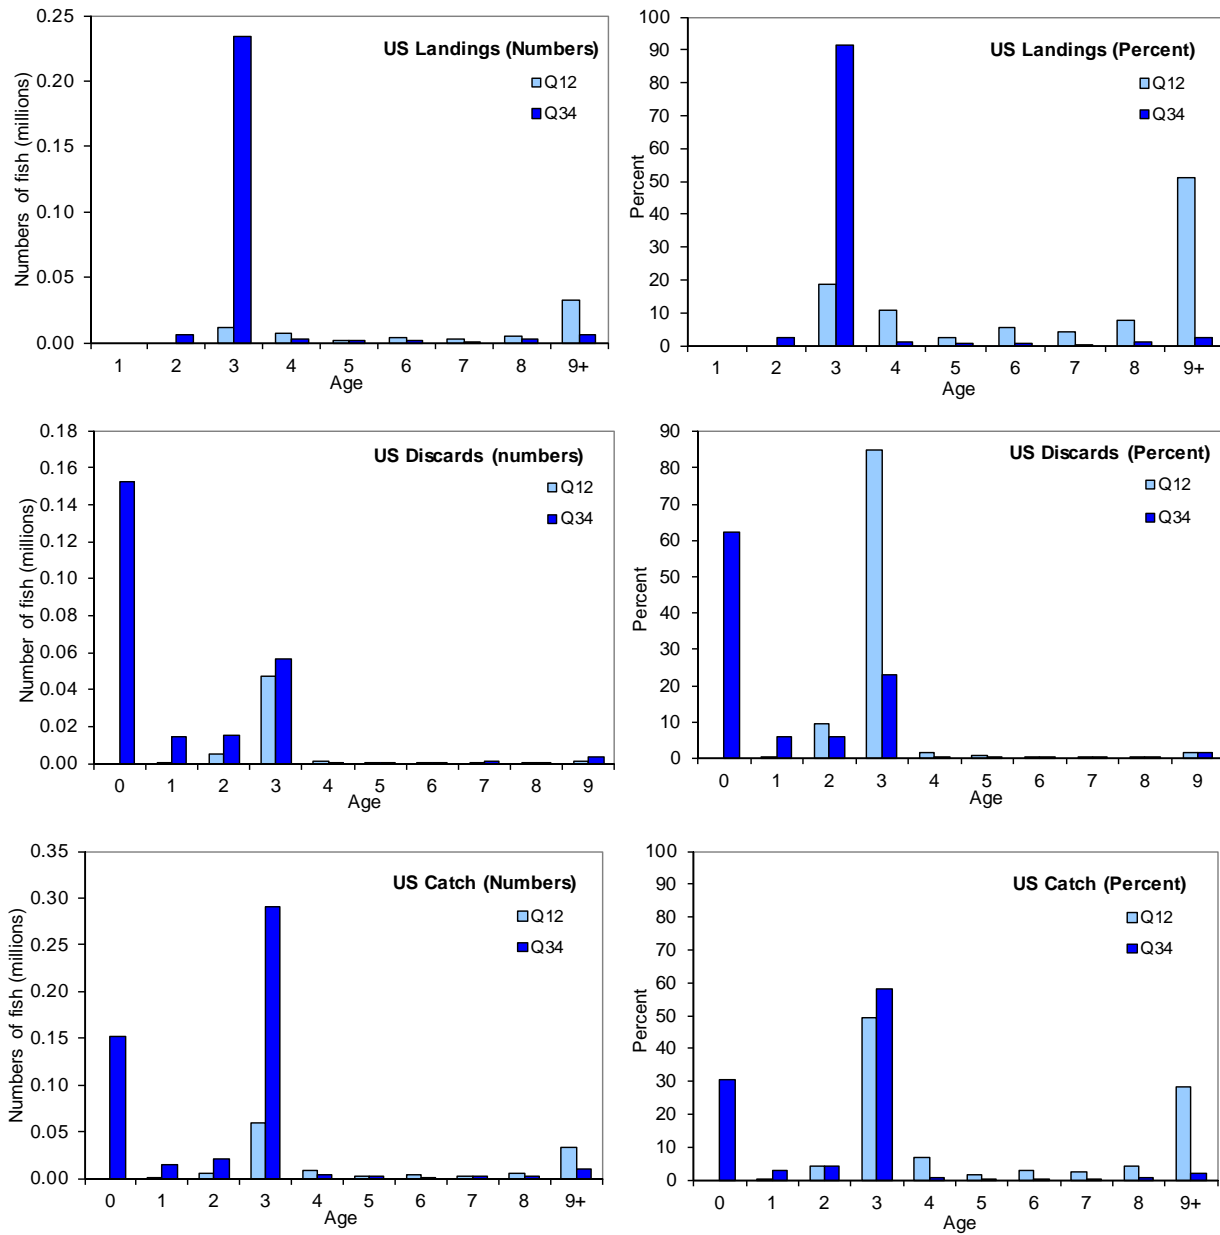 US Landings (Numbers)
Q12
Q34
Numbers of fish (millions)
0.30
0.25
0.20
0.15
0.10
0.05
0.00
1 2 3 4 5 6 7 8 9+
Age
US Landings (Percent)
Q12
Q34
Percent
100
90
80
70
60
50
40
30
20
10
0
1 2 3 4 5 6 7 8 9+
Age
US Discards (numbers)
Q12
Q34
Number of fish (millions)
0.18
0.16
0.14
0.12
0.10
0.08
0.06
0.04
0.02
0.00
0 1 2 3 4 5 6 7 8 9
Age
US Discards (Percent)
Q12
Q34
Percent
90
80
70
60
50
40
30
20
10
0
0 1 2 3 4 5 6 7 8 9
Age
US Catch (Numbers)
Q12
Q34
Numbers of fish (millions)
0.35
0.30
0.25
0.20
0.15
0.10
0.05
0.00
0 1 2 3 4 5 6 7 8 9+
Age
US Catch (Percent)
Q12
Q34
Percent
100
90
80
70
60
50
40
30
20
10
0
0 1 2 3 4 5 6 7 8 9+
Age